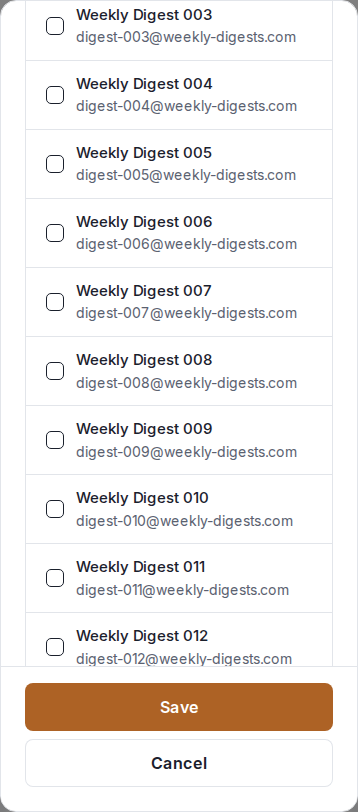 Weekly Digest 003
digest-003@weekly-digests.com
Weekly Digest 004
digest-004@weekly-digests.com
Weekly Digest 005
digest-005@weekly-digests.com
Weekly Digest 006
digest-006@weekly-digests.com
Weekly Digest 007
digest-007@weekly-digests.com
Weekly Digest 008
digest-008@weekly-digests.com
Weekly Digest 009
digest-009@weekly-digests.com
Weekly Digest 010
digest-010@weekly-digests.com
Weekly Digest 011
digest-011@weekly-digests.com
Weekly Digest 012
digest-012@weekly-digests.com
Save
Cancel